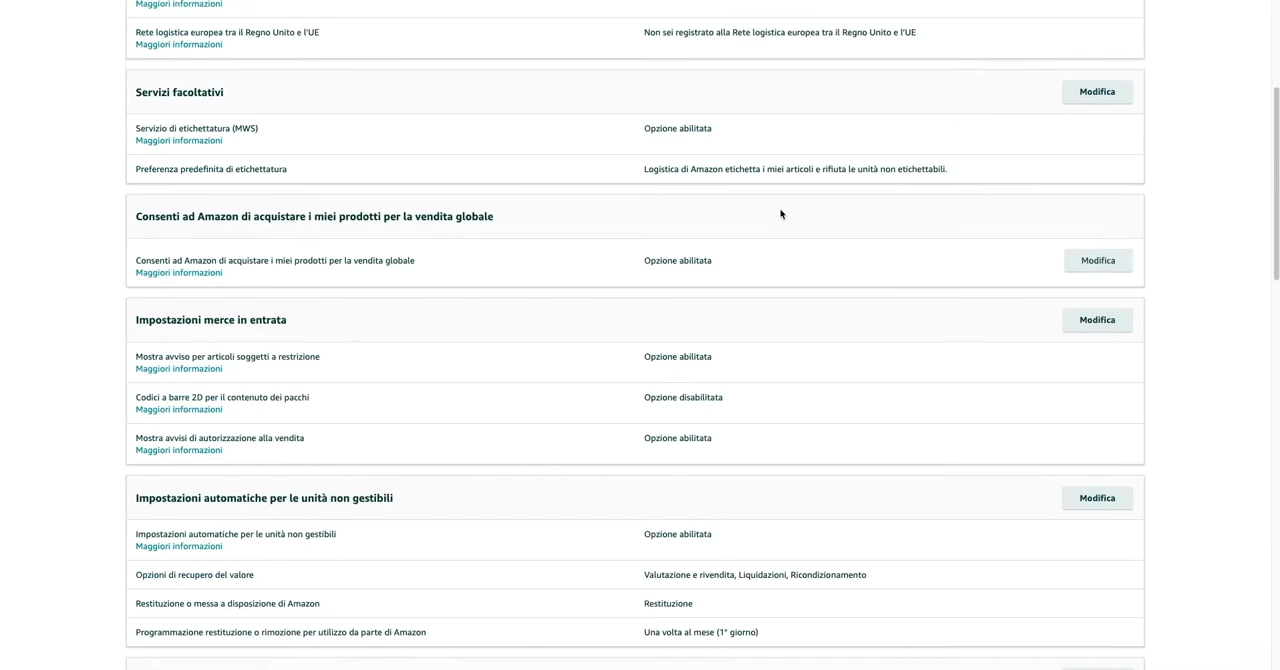 Maggiori informazioni
Rete logistica europea tra il Regno Unito e l'UE
Non sei registrato alla Rete logistica europea tra il Regno Unito e l'UE
Maggiori informazioni
Servizi facoltativi
Modifica
Servizio di etichettatura (MWS)
Opzione abilitata
Maggiori informazioni
Preferenza predefinita di etichettatura
Logistica di Amazon etichetta i miei articoli e rifiuta le unità non etichettabili.
Consenti ad Amazon di acquistare i miei prodotti per la vendita globale
Consenti ad Amazon di acquistare i miei prodotti per la vendita globale
Opzione abilitata
Modifica
Maggiori informazioni
Impostazioni merce in entrata
Modifica
Mostra avviso per articoli soggetti a restrizione
Opzione abilitata
Maggiori informazioni
Codici a barre 2D per il contenuto dei pacchi
Opzione disabilitata
Maggiori informazioni
Mostra avvisi di autorizzazione alla vendita
Opzione abilitata
Maggiori informazioni
Impostazioni automatiche per le unità non gestibili
Modifica
Impostazioni automatiche per le unità non gestibili
Opzione abilitata
Maggiori informazioni
Opzioni di recupero del valore
Valutazione e rivendita, Liquidazioni, Ricondizionamento
Restituzione o messa a disposizione di Amazon
Restituzione
Programmazione restituzione o rimozione per utilizzo da parte di Amazon
Una volta al mese (1° giorno)